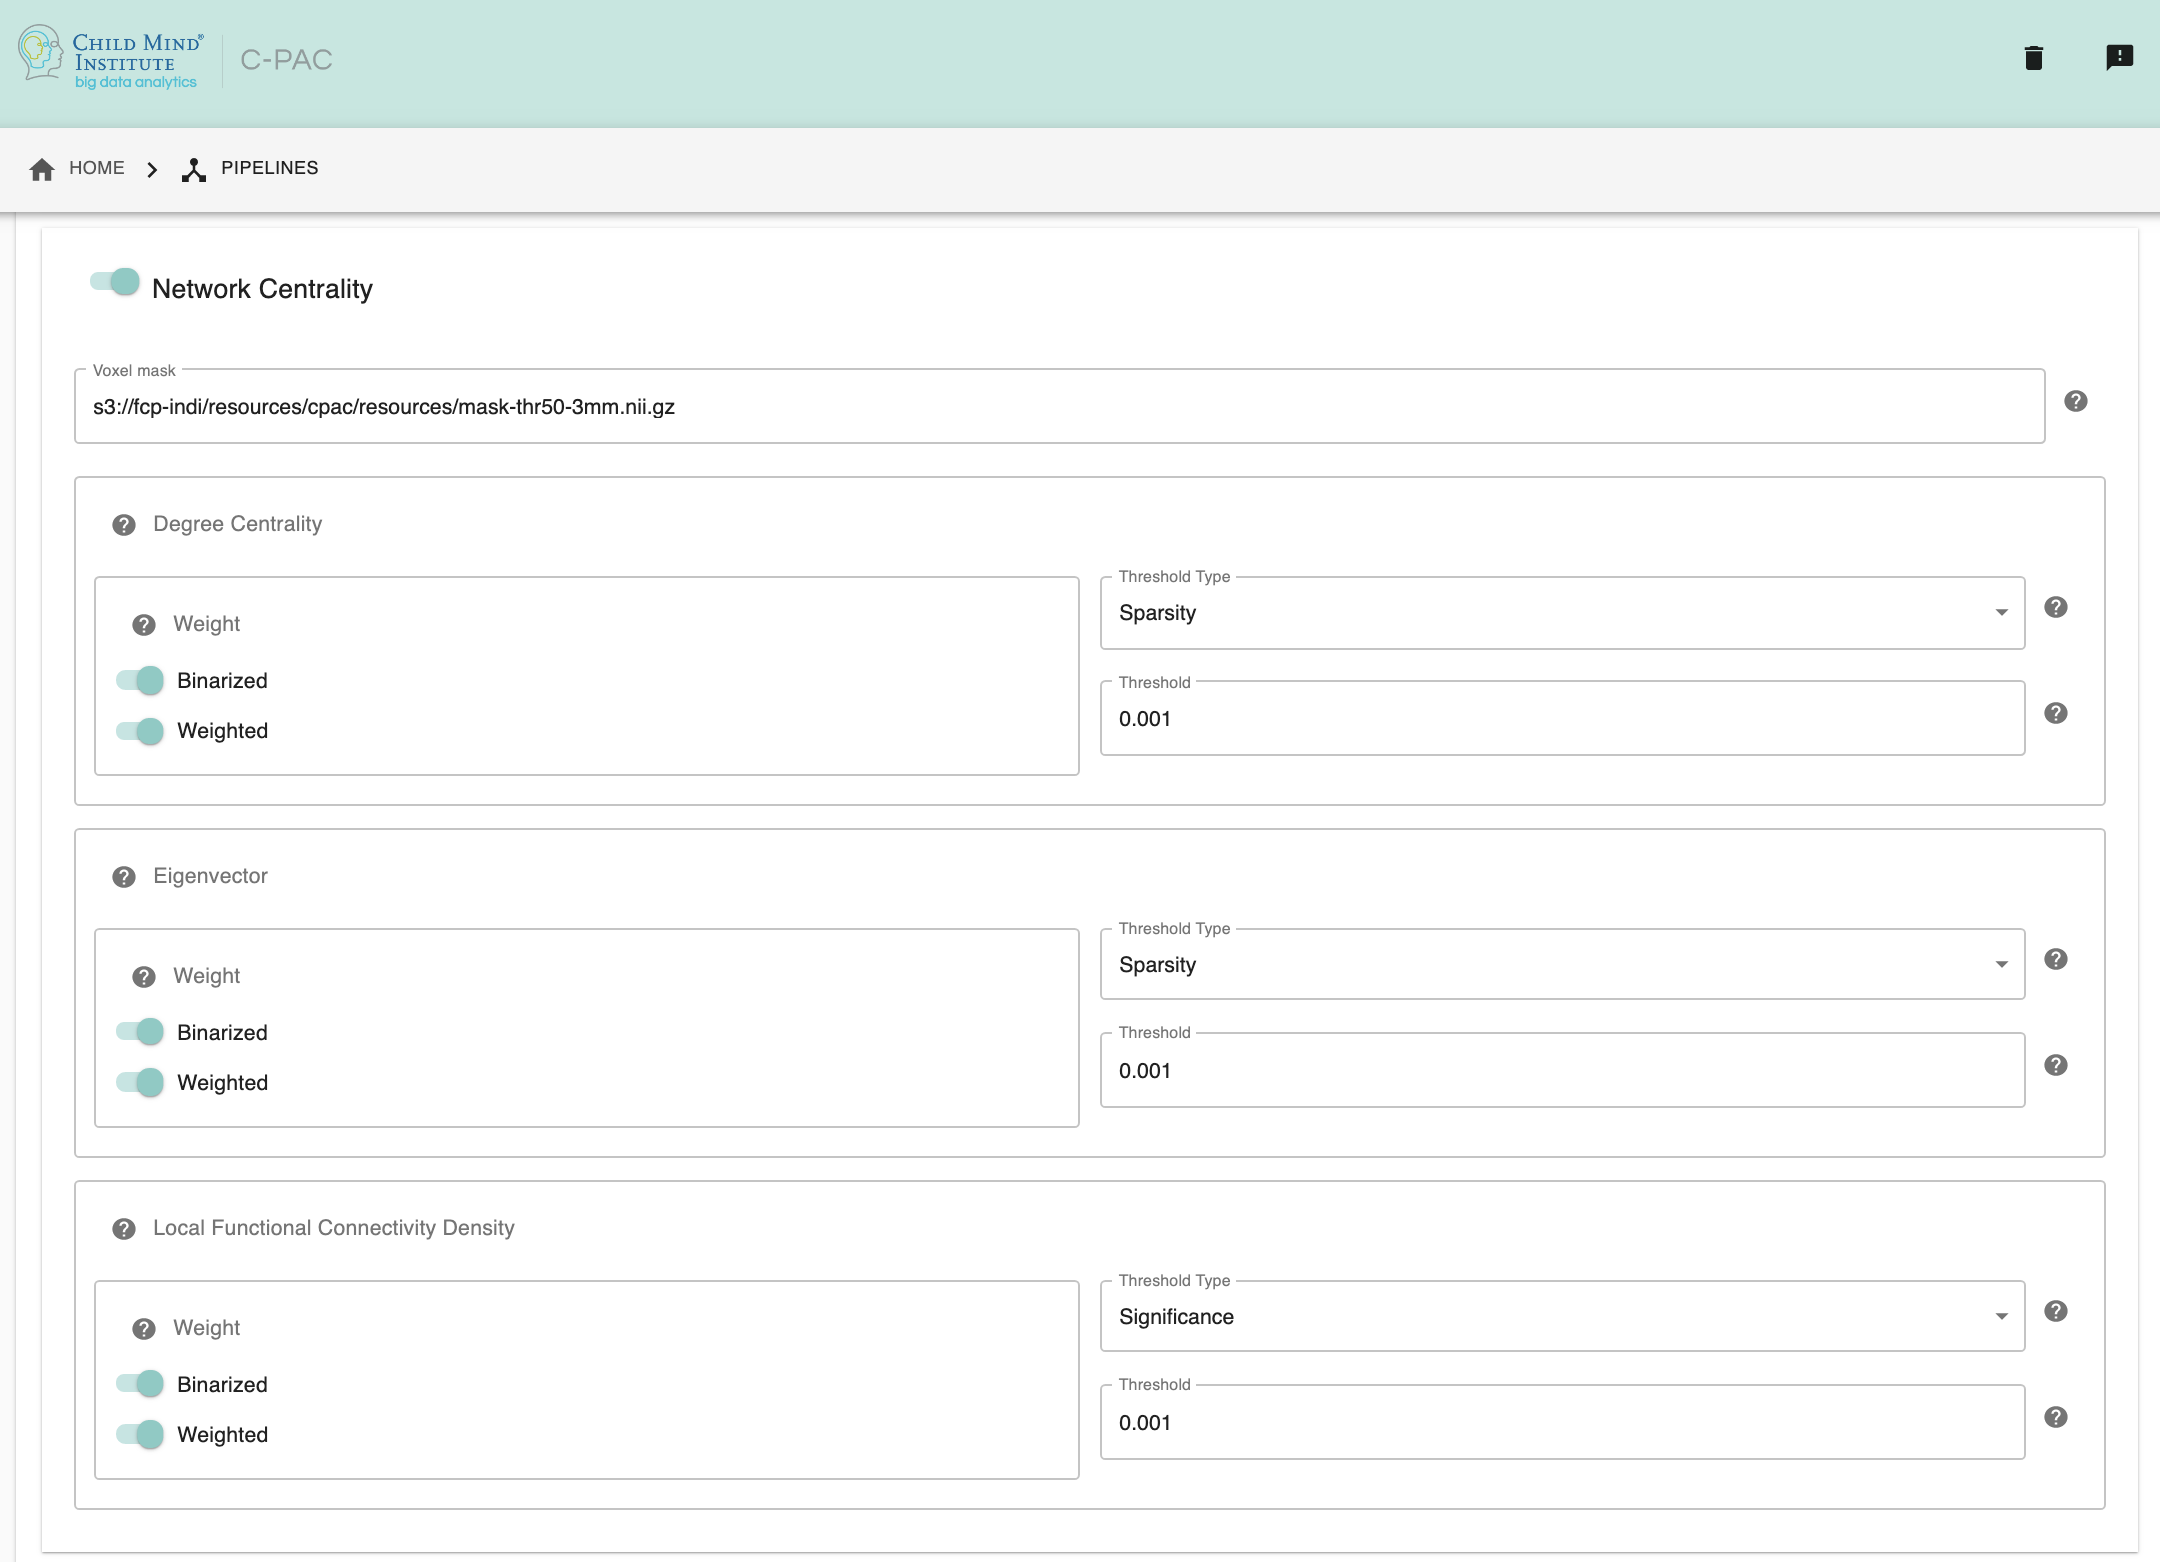 CHILD MIND®
INSTITUTE
big data analytics
C-PAC
HOME
PIPELINES
Network Centrality
Voxel mask
s3://fcp-indi/resources/cpac/resources/mask-thr50-3mm.nii.gz
Degree Centrality
Weight
Binarized
Weighted
Threshold Type
Sparsity
Threshold
0.001
Eigenvector
Weight
Binarized
Weighted
Threshold Type
Sparsity
Threshold
0.001
Local Functional Connectivity Density
Weight
Binarized
Weighted
Threshold Type
Significance
Threshold
0.001